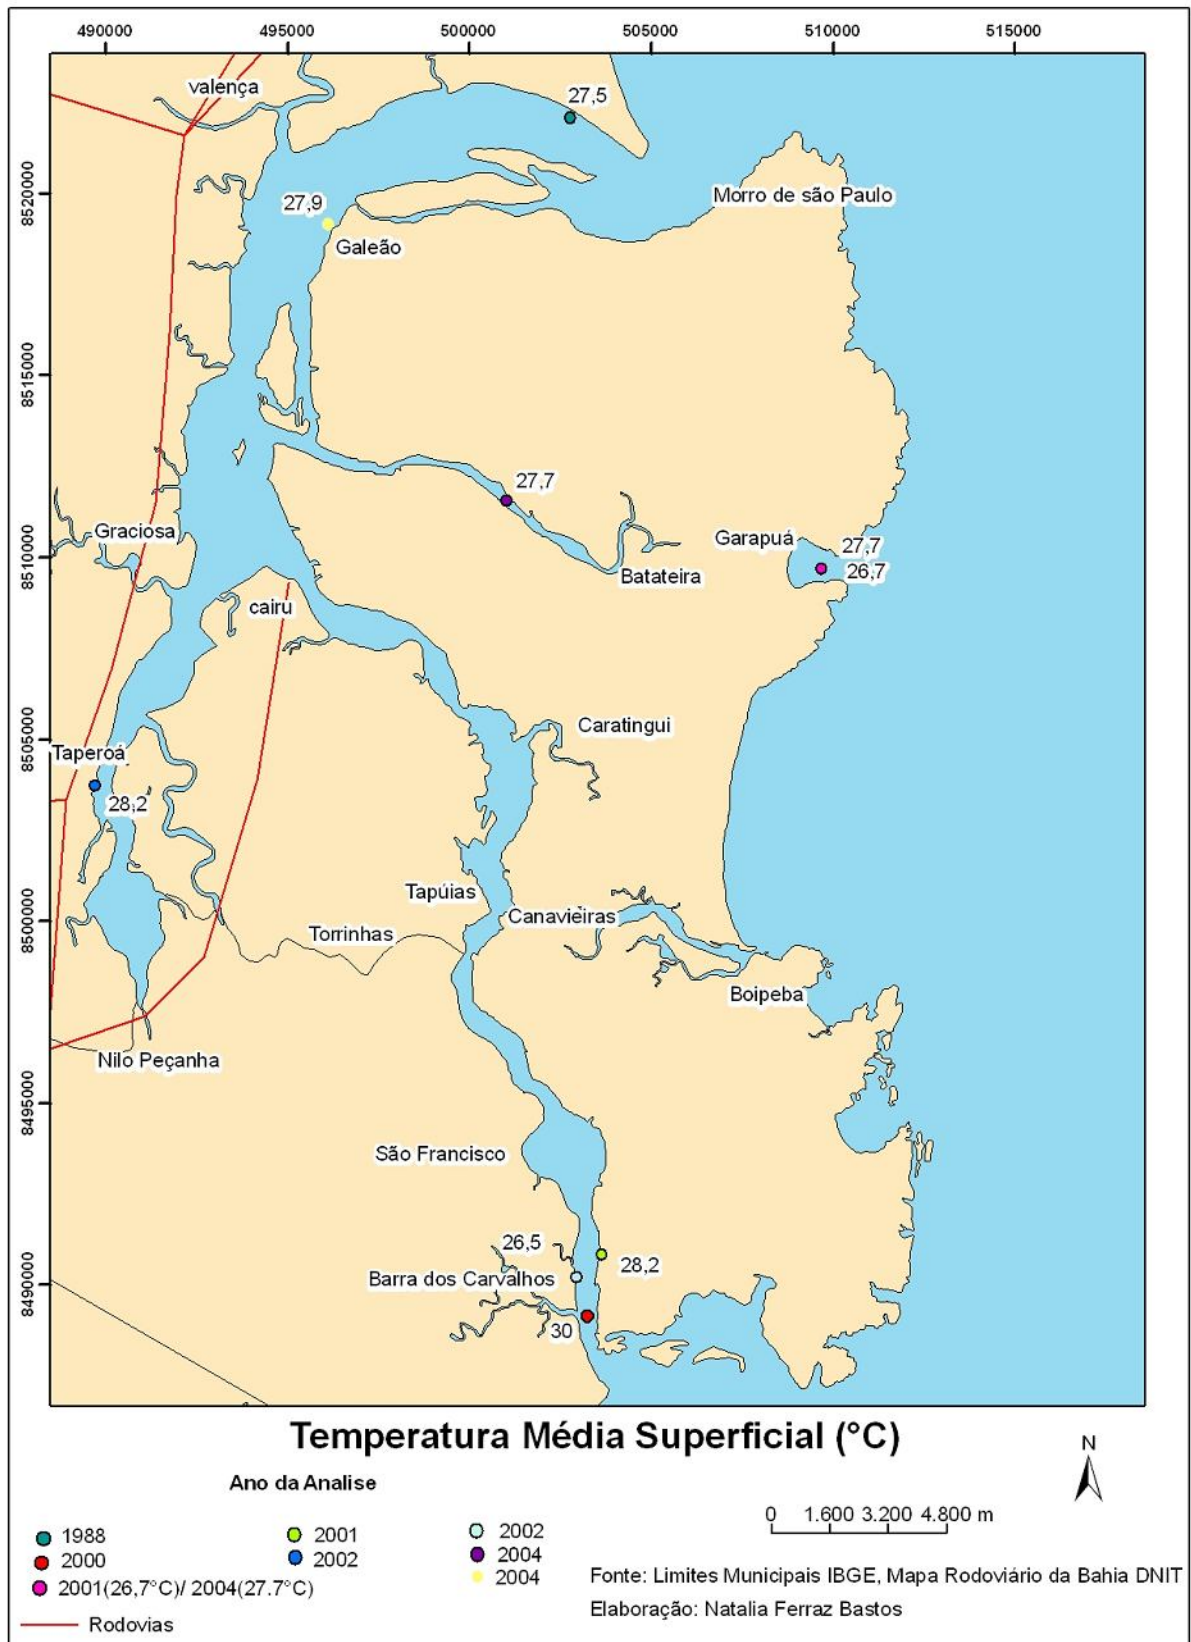 490000 495000 500000 505000 510000 515000
valença
27,5
8520000
Morro de são Paulo
27,9
Galeão
8515000
27,7
Graciosa
Garapuá
27,7
8510000
26,7
Batateira
cairu
Caratingui
8505000
Taperoá
28,2
Tapúias
8500000
Canavieiras
Torrinhas
Boipeba
Nilo Peçanha
8495000
São Francisco
26,5
28,2
8490000
Barra dos Carvalhos
30
Temperatura Média Superficial (°C)
Ano da Analise
N
0 1.600 3.200 4.800 m
1988
2000
2001(26,7°C)/ 2004(27.7°C)
2001
2002
2002
2004
2004
Rodovias
Fonte: Limites Municipais IBGE, Mapa Rodoviário da Bahia DNIT
Elaboração: Natalia Ferraz Bastos